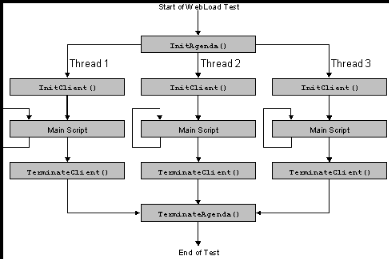 Start of WebLoad Test
InitAgenda()
Thread 1
Thread 2
Thread 3
InitClient()
InitClient()
InitClient()
Main Script
Main Script
Main Script
TerminateClient()
TerminateClient()
TerminateClient()
TerminateAgenda()
End of Test